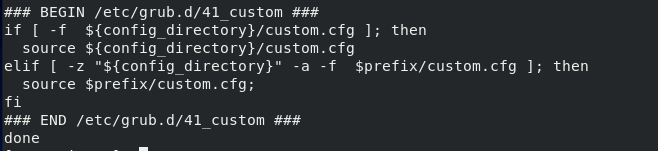 ### BEGIN /etc/grub.d/41_custom ###
if [ -f  ${config_directory}/custom.cfg ]; then
  source ${config_directory}/custom.cfg
elif [ -z "${config_directory}" -a -f  $prefix/custom.cfg ]; then
  source $prefix/custom.cfg;
fi
### END /etc/grub.d/41_custom ###
done